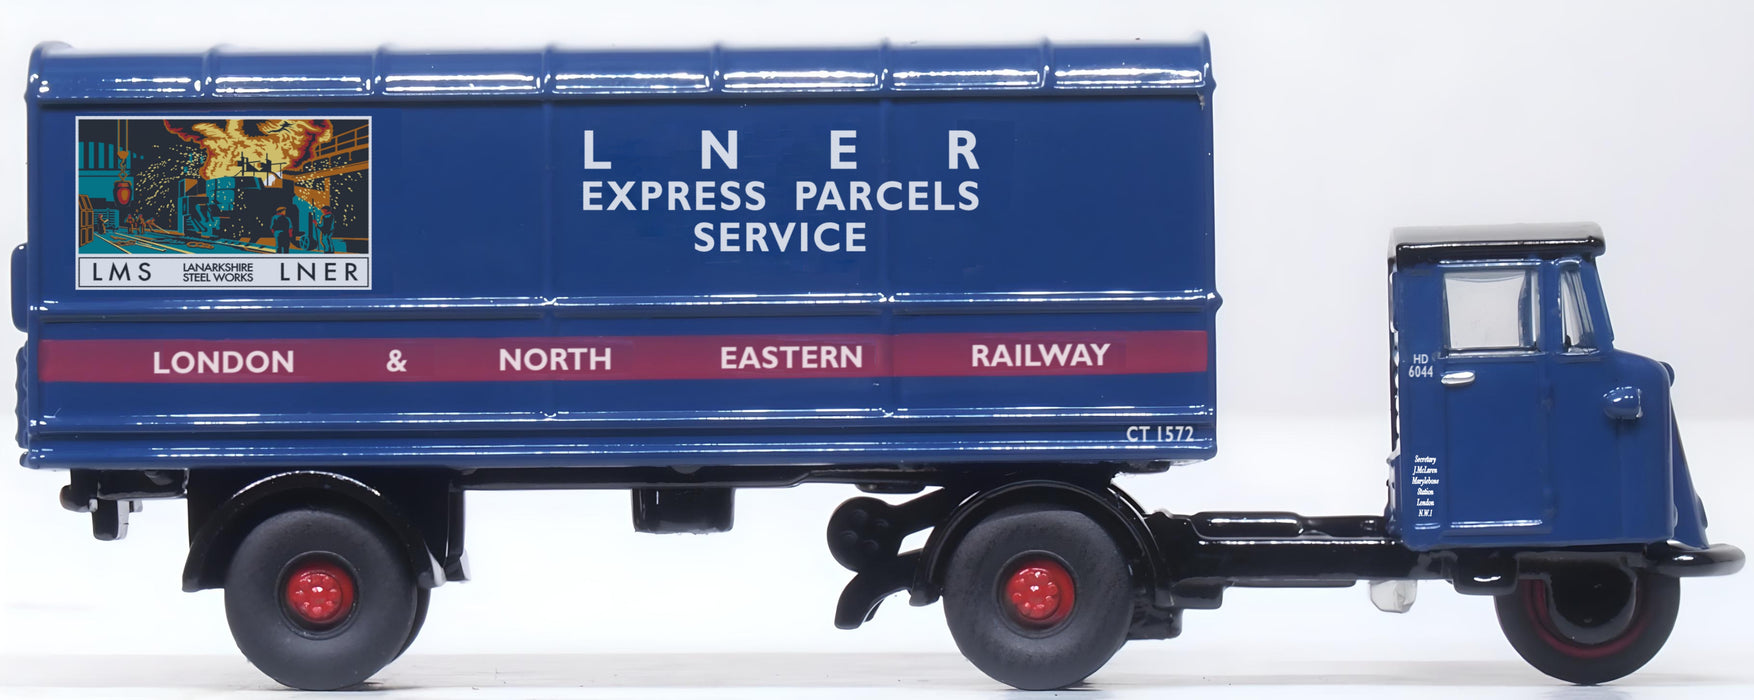 LMS LANARKSHIRE STEEL WORKS LNER
L N E R
EXPRESS PARCELS
SERVICE
LONDON & NORTH EASTERN RAILWAY
CT 1572
HD
6044
Secretary
J.McLaren
Marylebone
Station
London
N.W.1